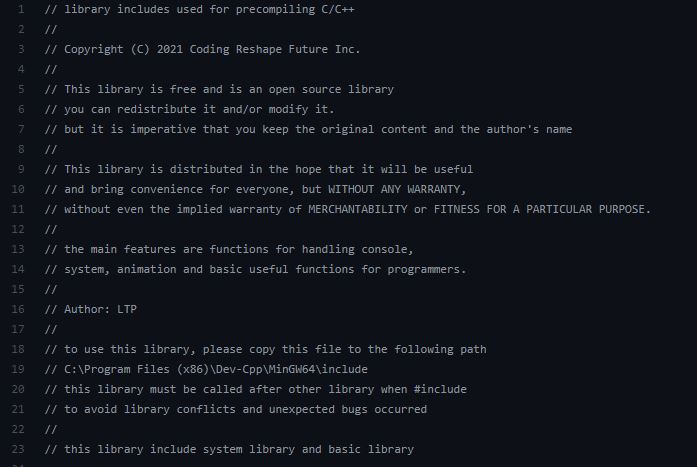 1 // library includes used for precompiling C/C++
2 //
3 // Copyright (C) 2021 Coding Reshape Future Inc.
4 //
5 // This library is free and is an open source library
6 // you can redistribute it and/or modify it.
7 // but it is imperative that you keep the original content and the author's name
8 //
9 // This library is distributed in the hope that it will be useful
10 // and bring convenience for everyone, but WITHOUT ANY WARRANTY,
11 // without even the implied warranty of MERCHANTABILITY or FITNESS FOR A PARTICULAR PURPOSE.
12 //
13 // the main features are functions for handling console,
14 // system, animation and basic useful functions for programmers.
15 //
16 // Author: LTP
17 //
18 // to use this library, please copy this file to the following path
19 // C:\Program Files (x86)\Dev-Cpp\MinGW64\include
20 // this library must be called after other library when #include
21 // to avoid library conflicts and unexpected bugs occurred
22 //
23 // this library include system library and basic library